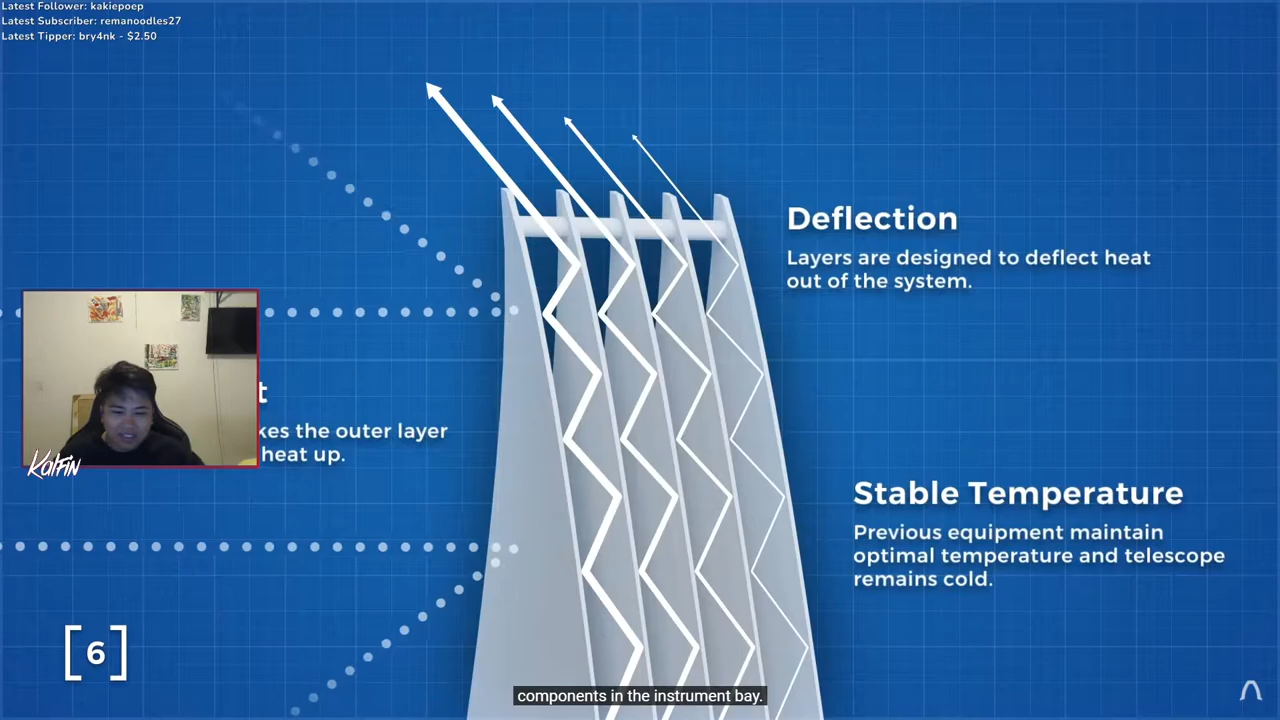 Latest Follower: kakiepoep
Latest Subscriber: remanoodles27
Latest Tipper: bry4nk - $2.50
Deflection
Layers are designed to deflect heat
out of the system.
t
kes the outer layer
heat up.
Kalfin
Stable Temperature
Previous equipment maintain
optimal temperature and telescope
remains cold.
[6]
components in the instrument bay.